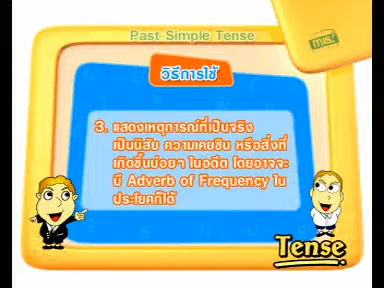 Past Simple Tense
mis.
วิธีการใช้
3. แสดงเหตุการณ์ที่เป็นจริง
เป็นนิสัย ความเคยชิน หรือสิ่งที่
เกิดขึ้นบ่อยๆ ในอดีต โดยอาจจะ
มี Adverb of Frequency ใน
ประโยคก็ได้
Tense